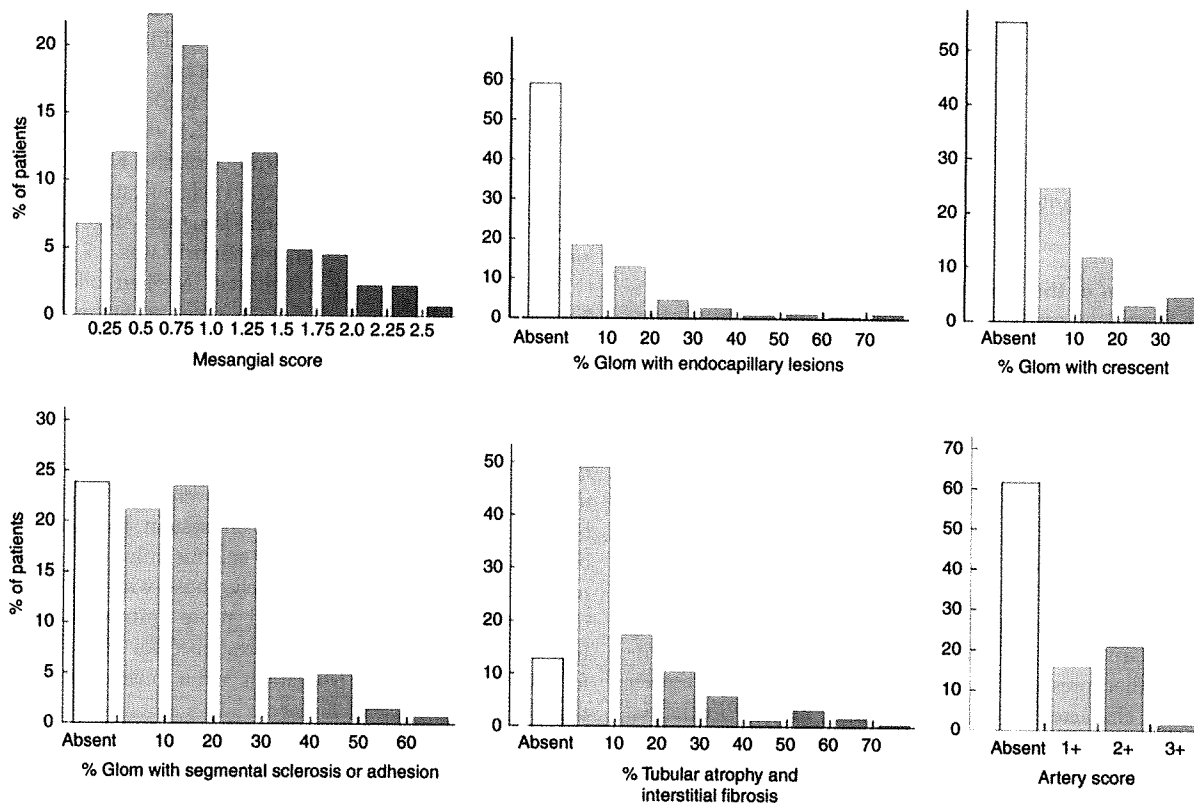 % of patients
20
15
10
5
0
0.25 0.5 0.75 1.0 1.25 1.5 1.75 2.0 2.25 2.5
Mesangial score
60
50
40
30
20
10
0
Absent 10 20 30 40 50 60 70
% Glom with endocapillary lesions
50
40
30
20
10
0
Absent 10 20 30
% Glom with crescent
% of patients
30
25
20
15
10
5
0
Absent 10 20 30 40 50 60
% Glom with segmental sclerosis or adhesion
50
40
30
20
10
0
Absent 10 20 30 40 50 60 70
% Tubular atrophy and
interstitial fibrosis
70
60
50
40
30
20
10
0
Absent 1+ 2+ 3+
Artery score